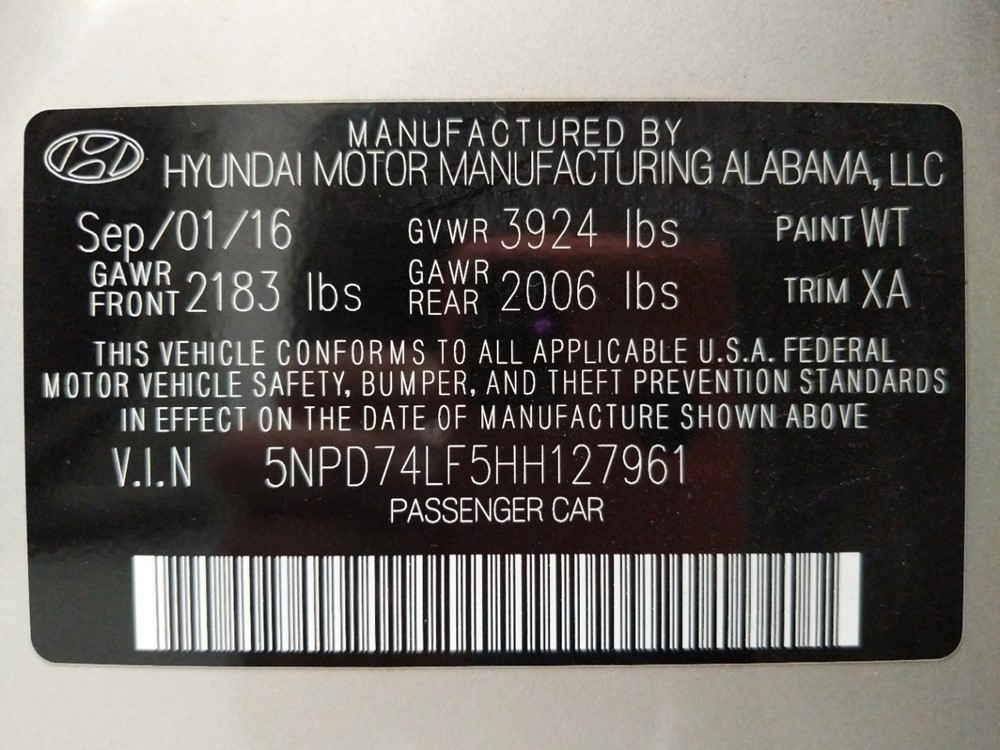 MANUFACTURED BY
HYUNDAI MOTOR MANUFACTURING ALABAMA, LLC
Sep/01/16 GVWR 3924 lbs PAINT WT
GAWR FRONT 2183 lbs GAWR REAR 2006 lbs TRIM XA
THIS VEHICLE CONFORMS TO ALL APPLICABLE U.S.A. FEDERAL
MOTOR VEHICLE SAFETY, BUMPER, AND THEFT PREVENTION STANDARDS
IN EFFECT ON THE DATE OF MANUFACTURE SHOWN ABOVE
V.I.N 5NPD74LF5HH127961
PASSENGER CAR